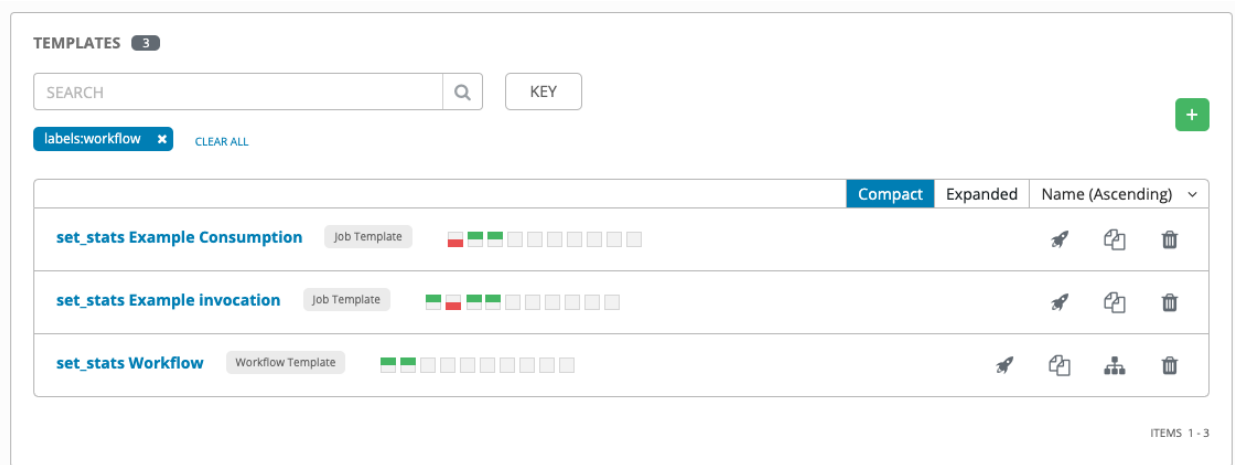 TEMPLATES 3
SEARCH KEY
+
labels:workflow × CLEAR ALL
Compact Expanded Name (Ascending)
set_stats Example Consumption Job Template
set_stats Example invocation Job Template
set_stats Workflow Workflow Template
ITEMS 1 - 3